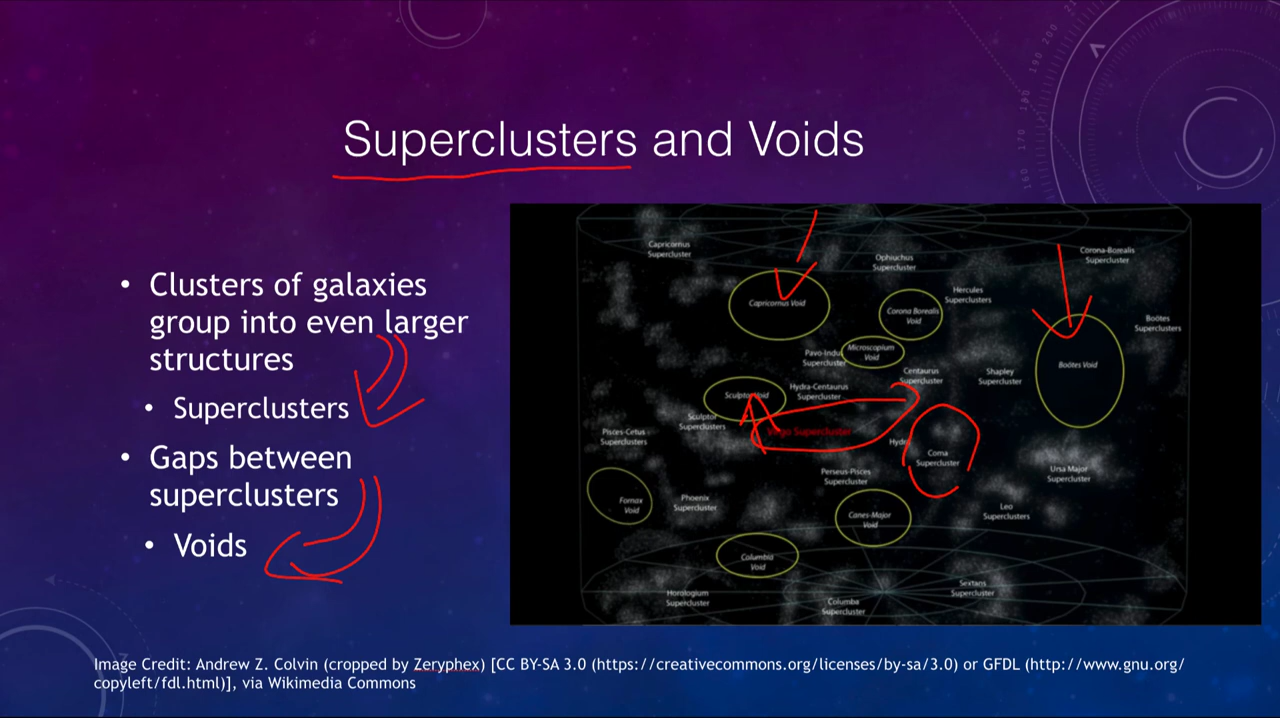 Superclusters and Voids
• Clusters of galaxies
group into even larger
structures
• Superclusters
• Gaps between
superclusters
• Voids
Capricornus
Supercluster
Ophiuchus
Supercluster
Corona-Borealis
Supercluster
Capricornus Void
Hercules
Superclusters
Corona Borealis
Void
Boötes
Superclusters
Microscopium
Void
Pavo-Indus
Supercluster
Boötes Void
Centaurus
Supercluster
Shapley
Supercluster
Sculptor Void
Hydra-Centaurus
Supercluster
Sculptor
Superclusters
Virgo Supercluster
Pisces-Cetus
Superclusters
Coma
Supercluster
Perseus-Pisces
Supercluster
Ursa Major
Supercluster
Fornax
Void
Phoenix
Supercluster
Canes-Major
Void
Leo
Superclusters
Columbia
Void
Horologium
Supercluster
Columba
Supercluster
Sextans
Supercluster
Image Credit: Andrew Z. Colvin (cropped by Zeryphex) [CC BY-SA 3.0 (https://creativecommons.org/licenses/by-sa/3.0) or GFDL (http://www.gnu.org/
copyleft/fdl.html)], via Wikimedia Commons